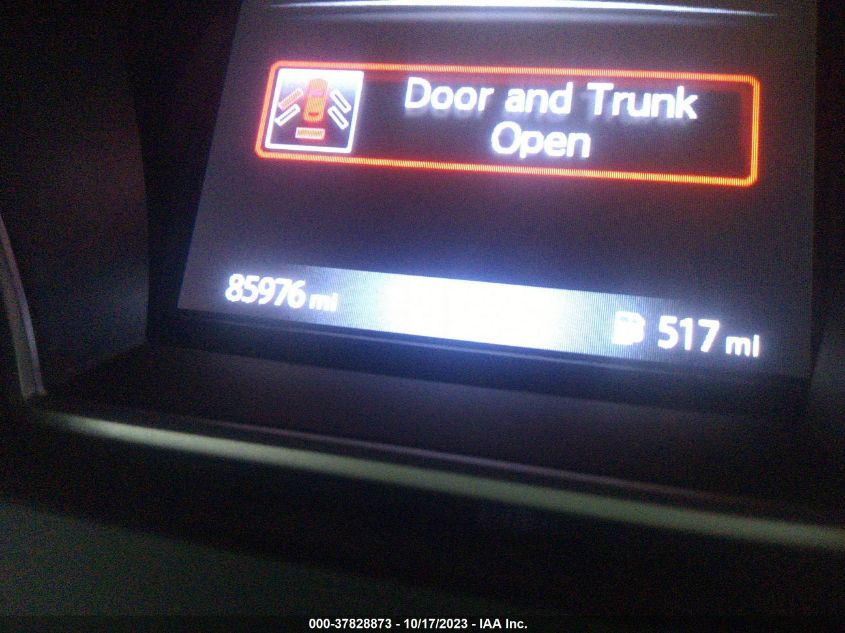 Door and Trunk
Open
85976 mi
517 mi
000-37828873 - 10/17/2023 - IAA Inc.